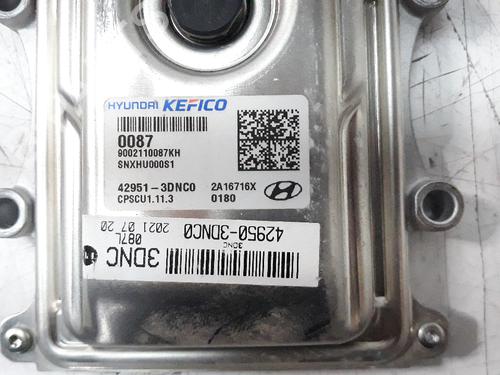 HYUNDAI KEFICO
0087
9002110087KH
SNXHU000S1
42951-3DNC0 2A16716X
CPSCU1.11.3 0180
3DNC
42950-3DNC0
087L 2021 07 20
3DNC